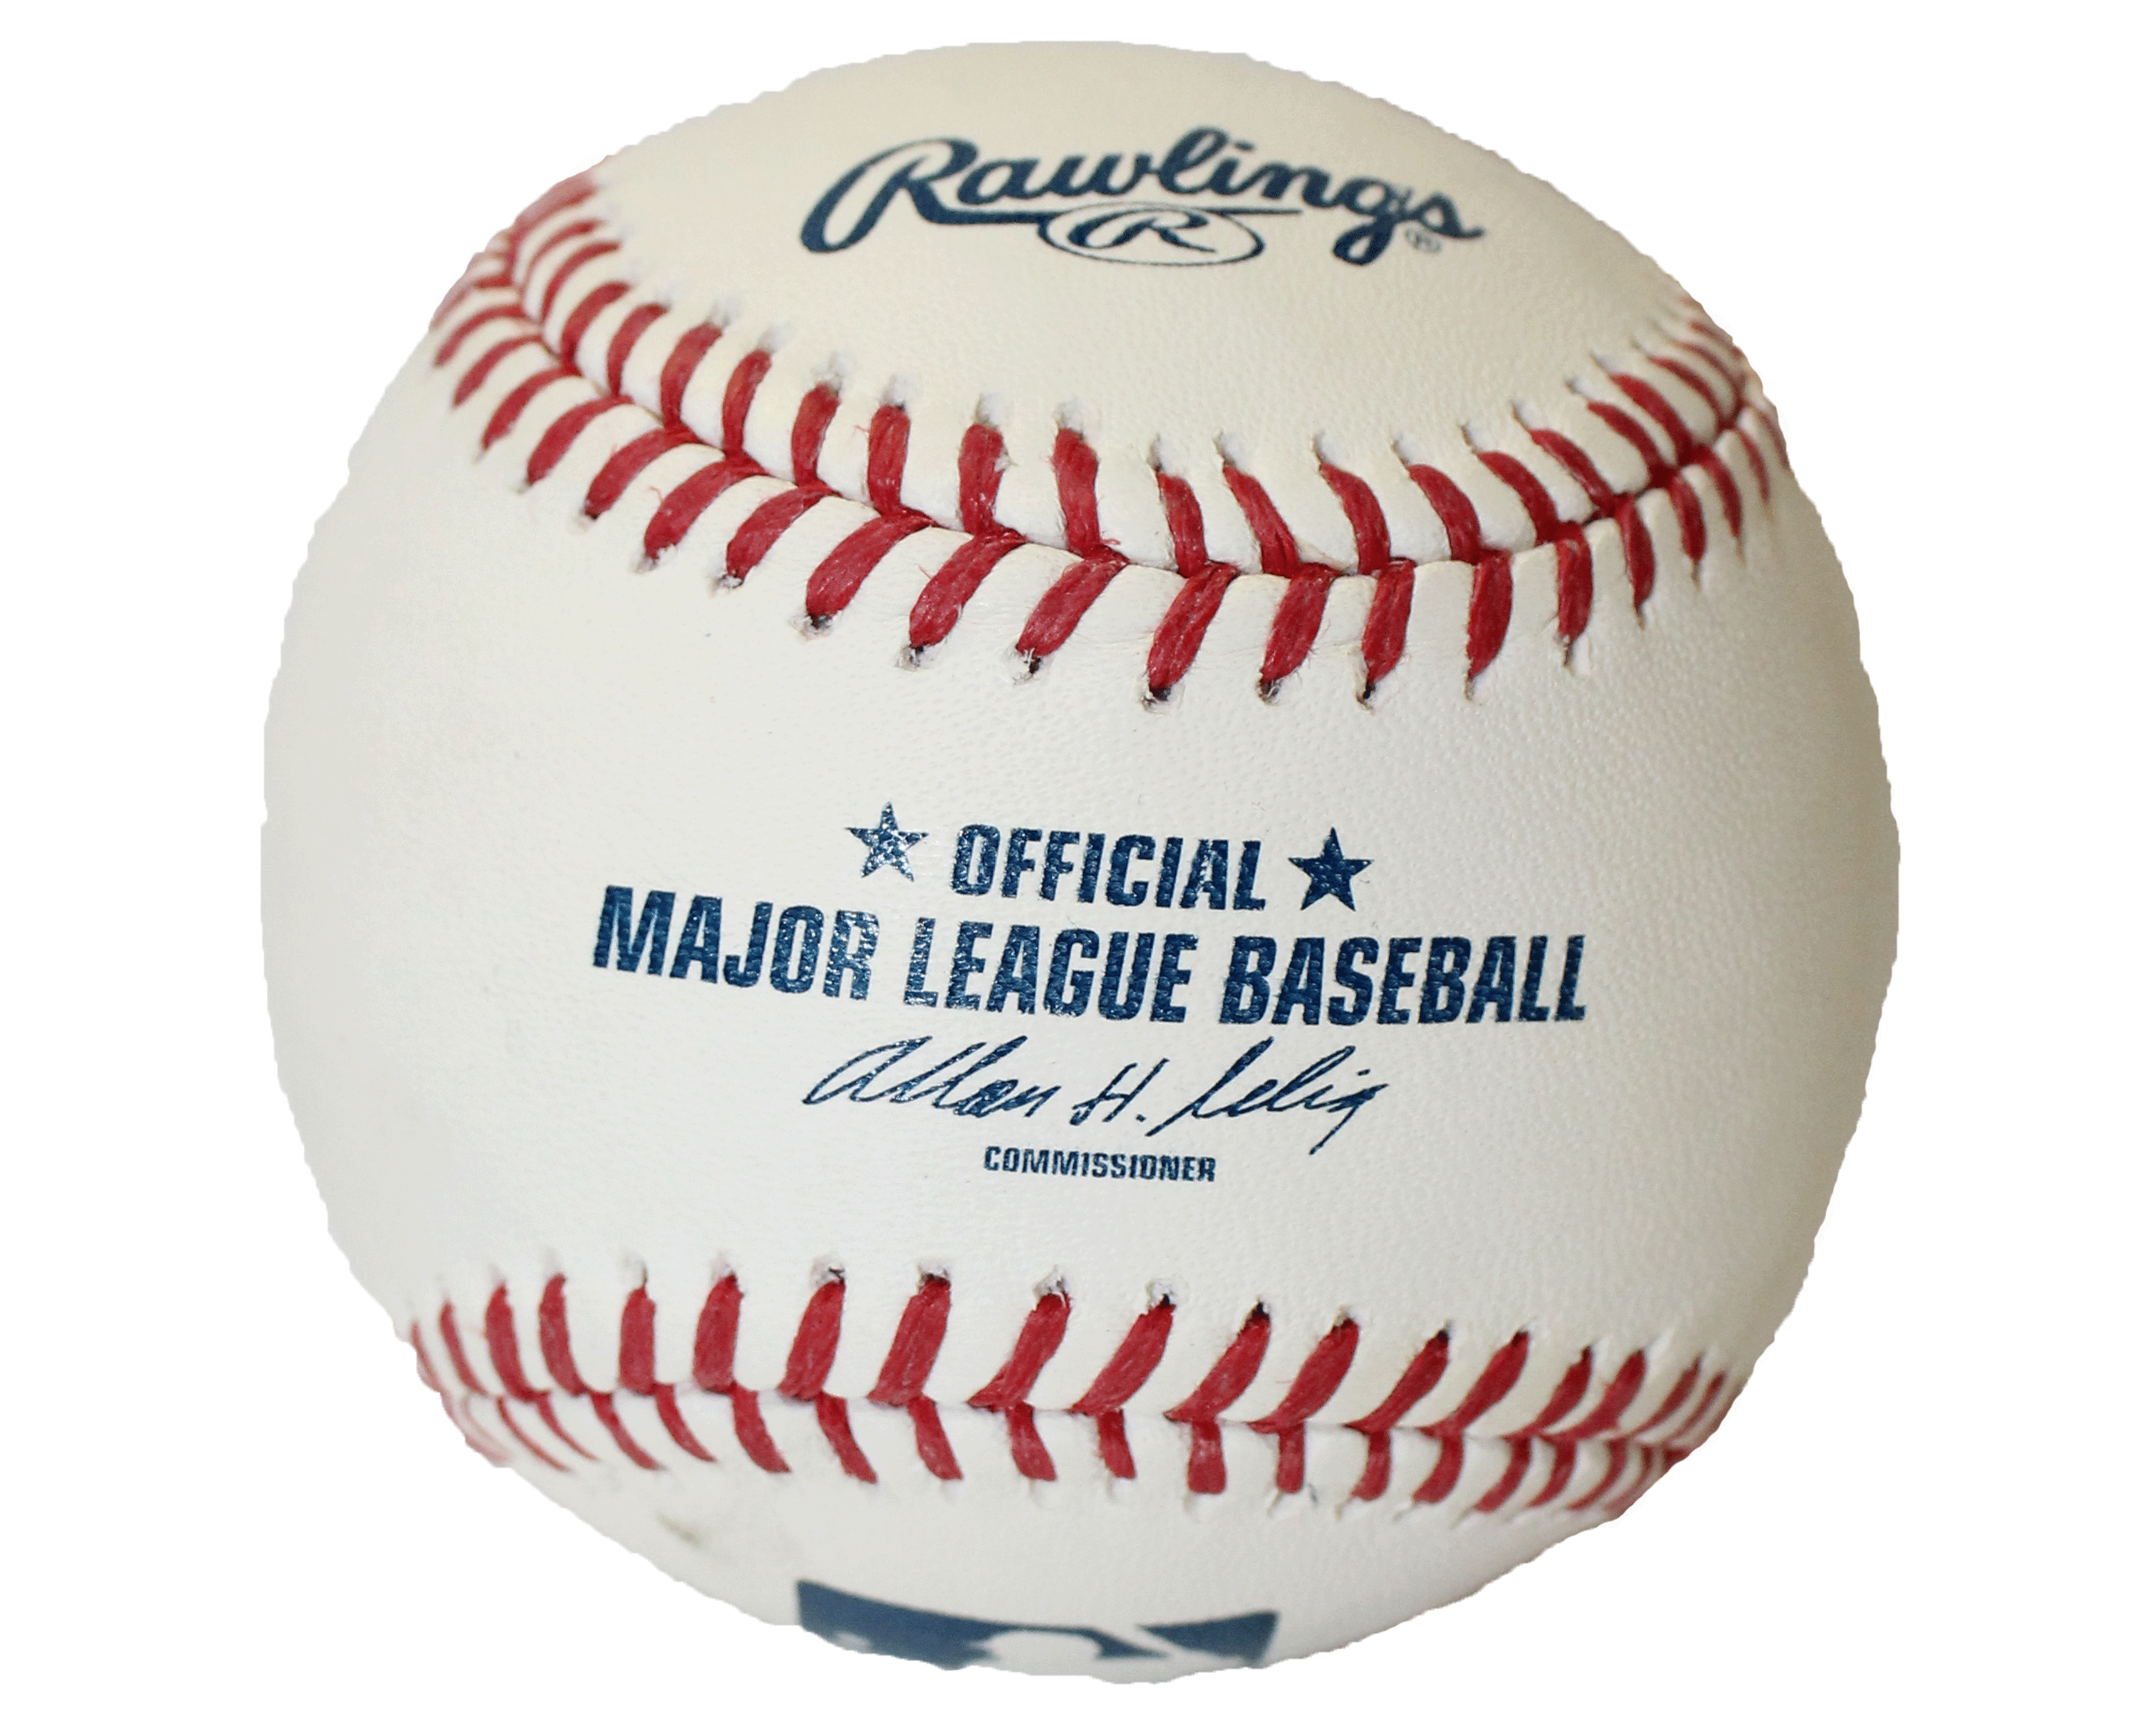 Rawlings
R
®
OFFICIAL
MAJOR LEAGUE BASEBALL
Allan H. Selig
COMMISSIONER